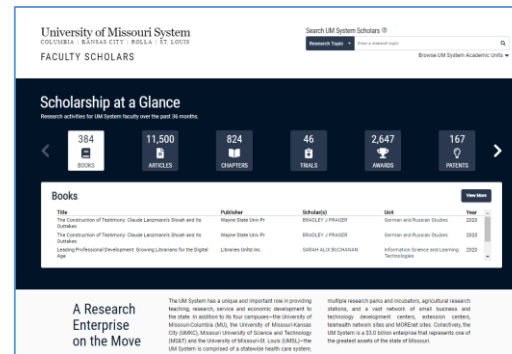 University of Missouri System
COLUMBIA | KANSAS CITY | ROLLA | ST. LOUIS
FACULTY SCHOLARS
Search UM System Scholars
Research Topic
Enter a research topic
Browse UM System Academic Units
Scholarship at a Glance
Research activities for UM System faculty over the past 36 months.
384
BOOKS
11,500
ARTICLES
824
CHAPTERS
46
TRIALS
2,647
AWARDS
167
PATENTS
Books
View More
Title Publisher Scholar(s) Unit Year
The Construction of Testimony: Claude Lanzmann's Shoah and Its Wayne State Univ Pr BRADLEY J PRAGER German and Russian Studies 2020
Outtakes
The Construction of Testimony: Claude Lanzmann's Shoah and Its Wayne State Univ Pr BRADLEY J PRAGER German and Russian Studies 2020
Outtakes
Leading Professional Development: Growing Librarians for the Digital Libraries Unltd Inc SARAH ALIX BUCHANAN Information Science and Learning 2020
Age Technologies
A Research
Enterprise
on the Move
The UM System has a unique and important role in providing
teaching, research, service and economic development to
the state. In addition to its four campuses—the University of
Missouri-Columbia (MU), the University of Missouri-Kansas
City (UMKC), Missouri University of Science and Technology
(MS&T) and the University of Missouri-St. Louis (UMSL)—the
UM System is comprised of a statewide health care system,
multiple research parks and incubators, agricultural research
stations, and a vast network of small business and
technology development centers, extension centers,
telehealth network sites and MOREnet sites. Collectively, the
UM System is a $3.0 billion enterprise that represents one of
the greatest assets of the state of Missouri.